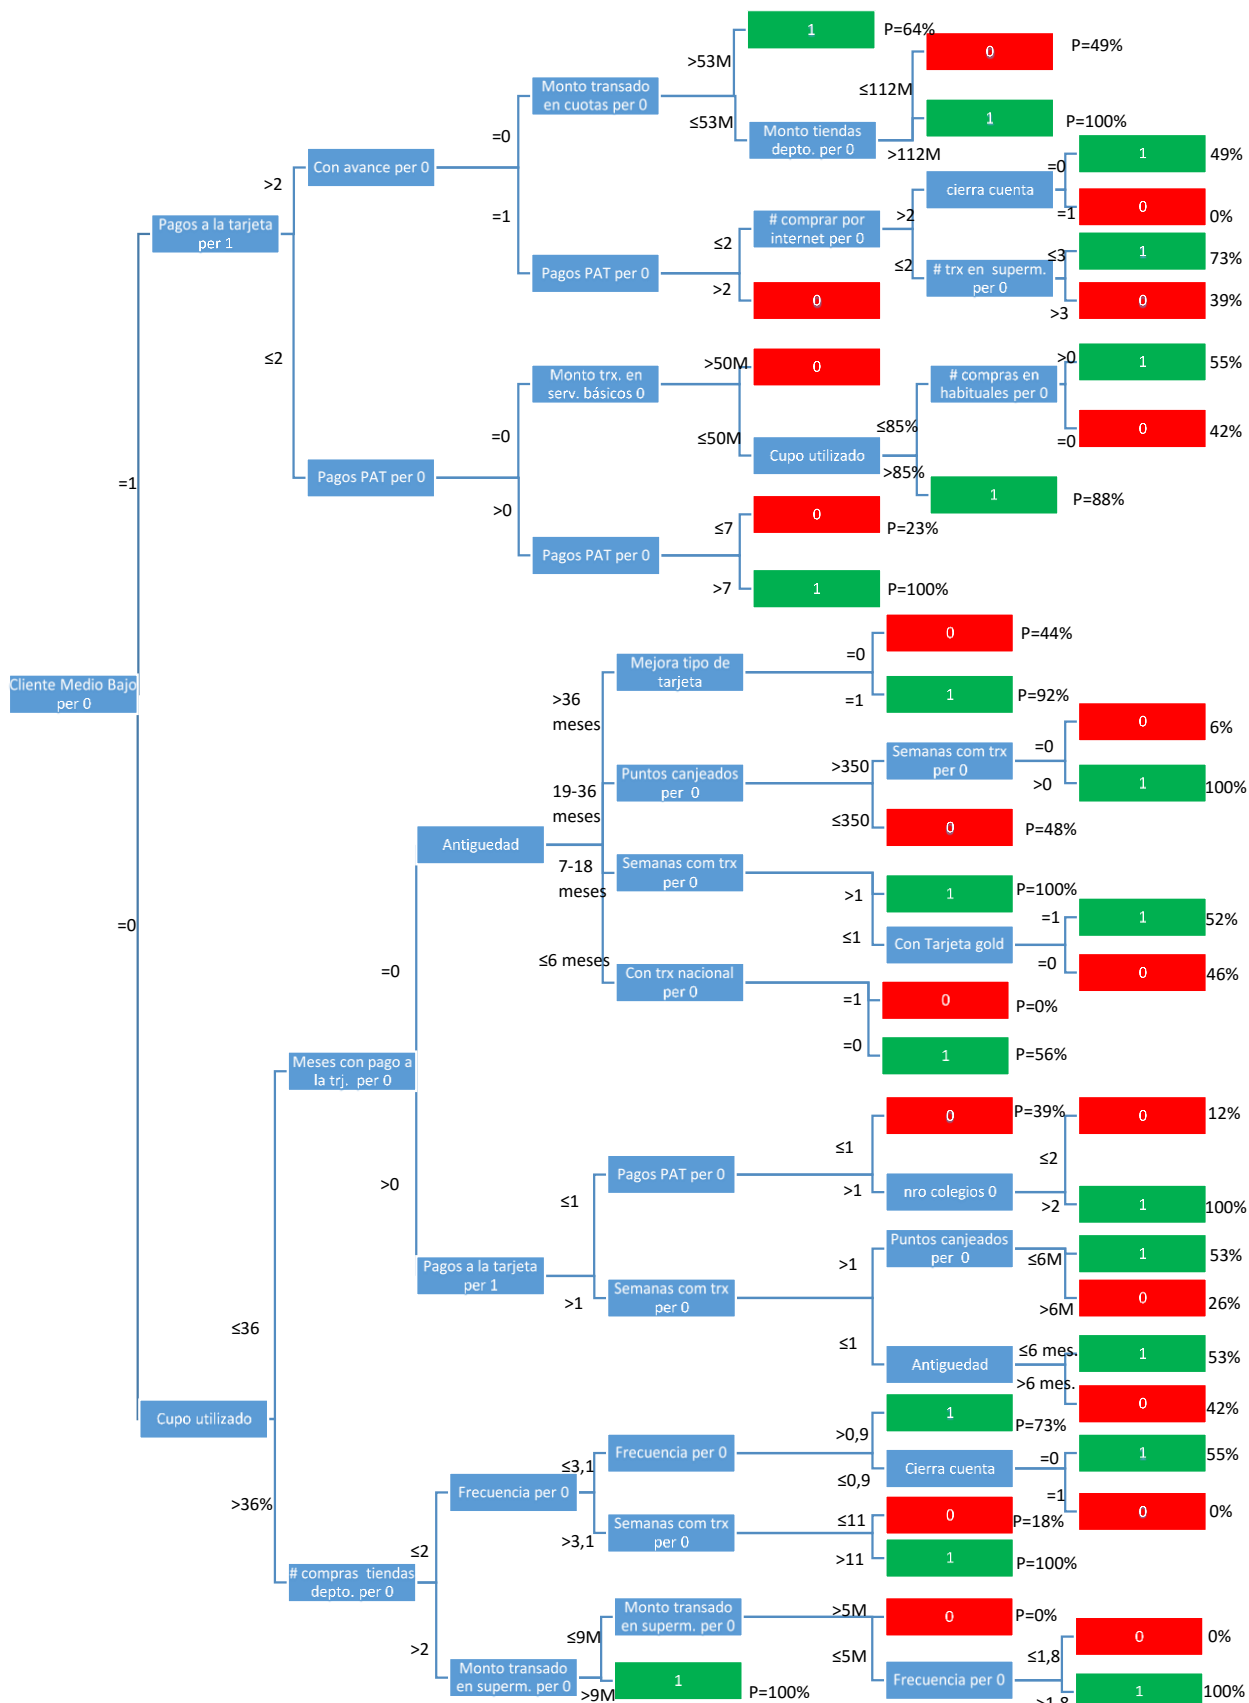 1
P=64%
>53M
0
P=49%
Monto transado
en cuotas per 0
≤112M
=0
≤53M
Monto tiendas
depto. per 0
1
P=100%
>112M
1
49%
=0
Con avance per 0
>2
cierra cuenta
=1
0
0%
Pagos a la tarjeta
per 1
=1
# comprar por
internet per 0
>2
≤2
≤3
1
73%
Pagos PAT per 0
≤2
# trx en superm.
per 0
>2
0
>3
0
39%
≤2
Monto trx. en
serv. básicos 0
>50M
0
# compras en
habituales per 0
>0
1
55%
=0
≤50M
≤85%
=0
0
42%
Cupo utilizado
>85%
Pagos PAT per 0
=1
1
P=88%
>0
≤7
0
P=23%
Pagos PAT per 0
>7
1
P=100%
0
P=44%
Mejora tipo de
tarjeta
=0
Cliente Medio Bajo
per 0
>36
meses
=1
1
P=92%
0
6%
Semanas com trx
per 0
=0
>350
Puntos canjeados
per 0
>0
1
100%
19-36
meses
≤350
0
P=48%
Antiguedad
7-18
meses
Semanas com trx
per 0
>1
1
P=100%
=1
1
52%
=0
≤1
Con Tarjeta gold
≤6 meses
=0
0
46%
=0
Con trx nacional
per 0
=1
0
P=0%
=0
1
P=56%
Meses con pago a
la trj. per 0
0
P=39%
0
12%
≤1
Pagos PAT per 0
≤2
>0
>1
nro colegios 0
≤1
>2
1
100%
Puntos canjeados
per 0
≤6M
1
53%
Pagos a la tarjeta
per 1
>1
>1
Semanas com trx
per 0
>6M
0
26%
≤36
≤1
≤6 mes.
1
53%
Antiguedad
>6 mes.
0
42%
Cupo utilizado
1
P=73%
>0,9
Frecuencia per 0
=0
1
55%
≤3,1
≤0,9
Cierra cuenta
Frecuencia per 0
=1
0
0%
>36%
≤11
0
P=18%
Semanas com trx
per 0
>3,1
≤2
>11
1
P=100%
# compras tiendas
depto. per 0
Monto transado
en superm. per 0
>5M
0
P=0%
≤9M
0
0%
>2
≤5M
≤1,8
Monto transado
en superm. per 0
1
P=100%
>9M
Frecuencia per 0
1
100%
>1,8